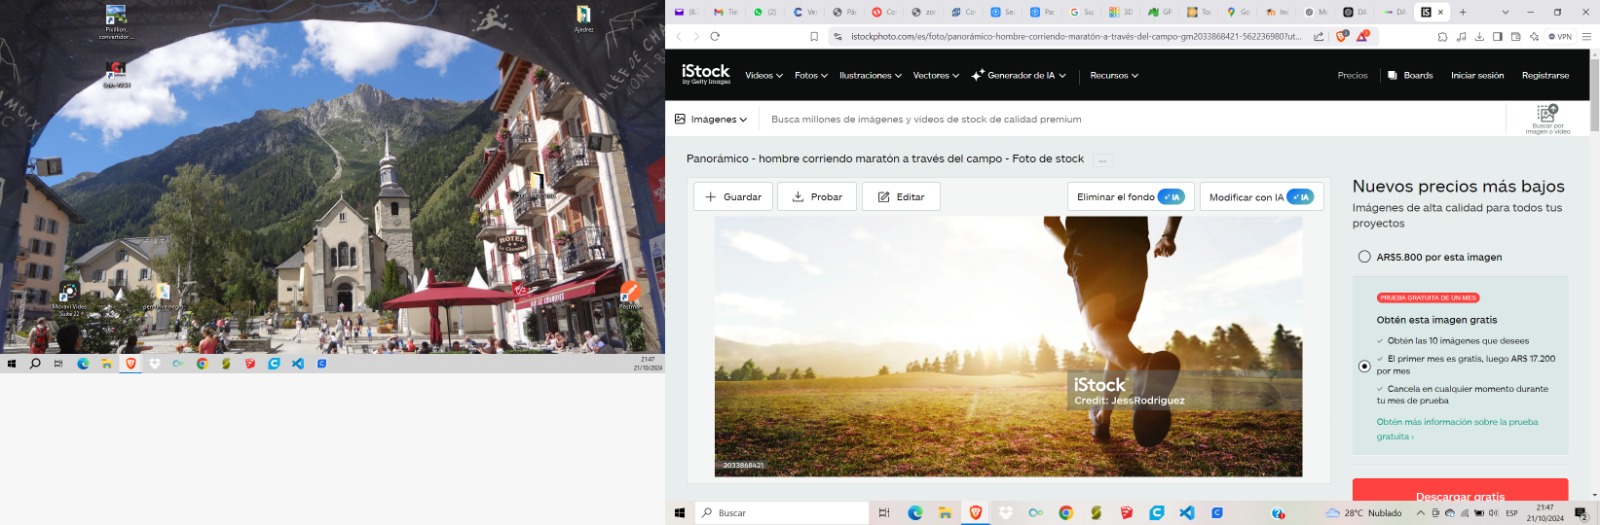 Pixillion
convertidor ...
Ajedrez
ALLÉE
HOTEL
Movavi Video
Suite 22
Postman
21:47
21/10/2024
istockphoto.com/es/foto/panorámico-hombre-corriendo-maratón-a-través-del-campo-gm2033868421-562236980?ut...
VPN
iStock
by Getty Images
Videos
Fotos
Ilustraciones
Vectores
Generador de IA
Recursos
Precios
Boards
Iniciar sesión
Registrarse
Imágenes
Busca millones de imágenes y videos de stock de calidad premium
Buscar por
imagen o video
Panorámico - hombre corriendo maratón a través del campo - Foto de stock
...
Guardar
Probar
Editar
Eliminar el fondo IA
Modificar con IA IA
iStock
Credit: JessRodriguez
2033868421
Nuevos precios más bajos
Imágenes de alta calidad para todos tus
proyectos
AR$5.800 por esta imagen
PRUEBA GRATUITA DE UN MES
Obtén esta imagen gratis
Obtén las 10 imágenes que desees
El primer mes es gratis, luego ARS 17.200
por mes
Cancela en cualquier momento durante
tu mes de prueba
Obtén más información sobre la prueba
gratuita ›
Descargar gratis
Buscar
28°C Nublado
ESP
21:47
21/10/2024